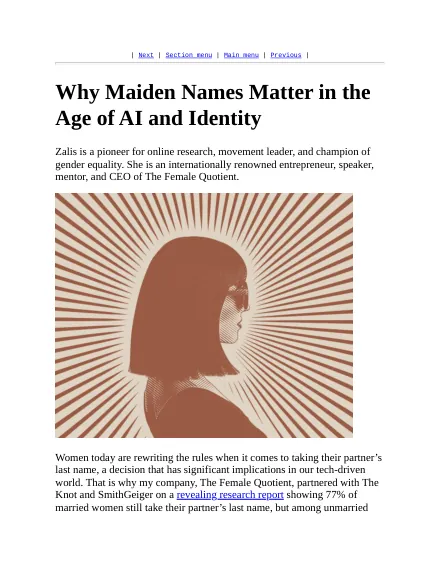 | Next | Section menu | Main menu | Previous |
Why Maiden Names Matter in the
Age of AI and Identity
Zalis is a pioneer for online research, movement leader, and champion of
gender equality. She is an internationally renowned entrepreneur, speaker,
mentor, and CEO of The Female Quotient.
Women today are rewriting the rules when it comes to taking their partner’s
last name, a decision that has significant implications in our tech-driven
world. That is why my company, The Female Quotient, partnered with The
Knot and SmithGeiger on a revealing research report showing 77% of
married women still take their partner’s last name, but among unmarried